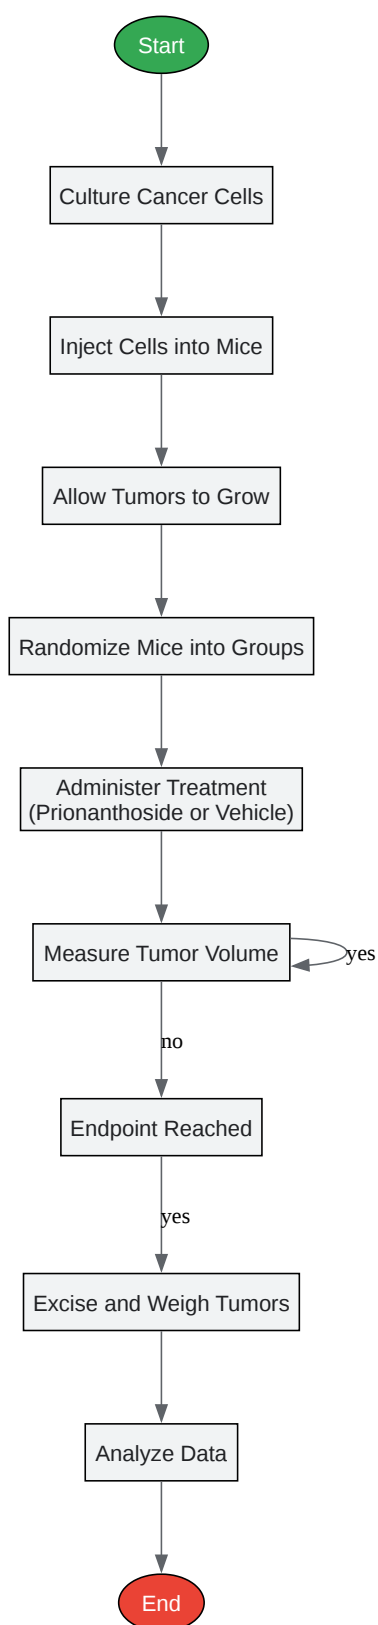 Start
Culture Cancer Cells
Inject Cells into Mice
Allow Tumors to Grow
Randomize Mice into Groups
Administer Treatment
(Prionanthoside or Vehicle)
Measure Tumor Volume
yes
no
Endpoint Reached
yes
Excise and Weigh Tumors
Analyze Data
End